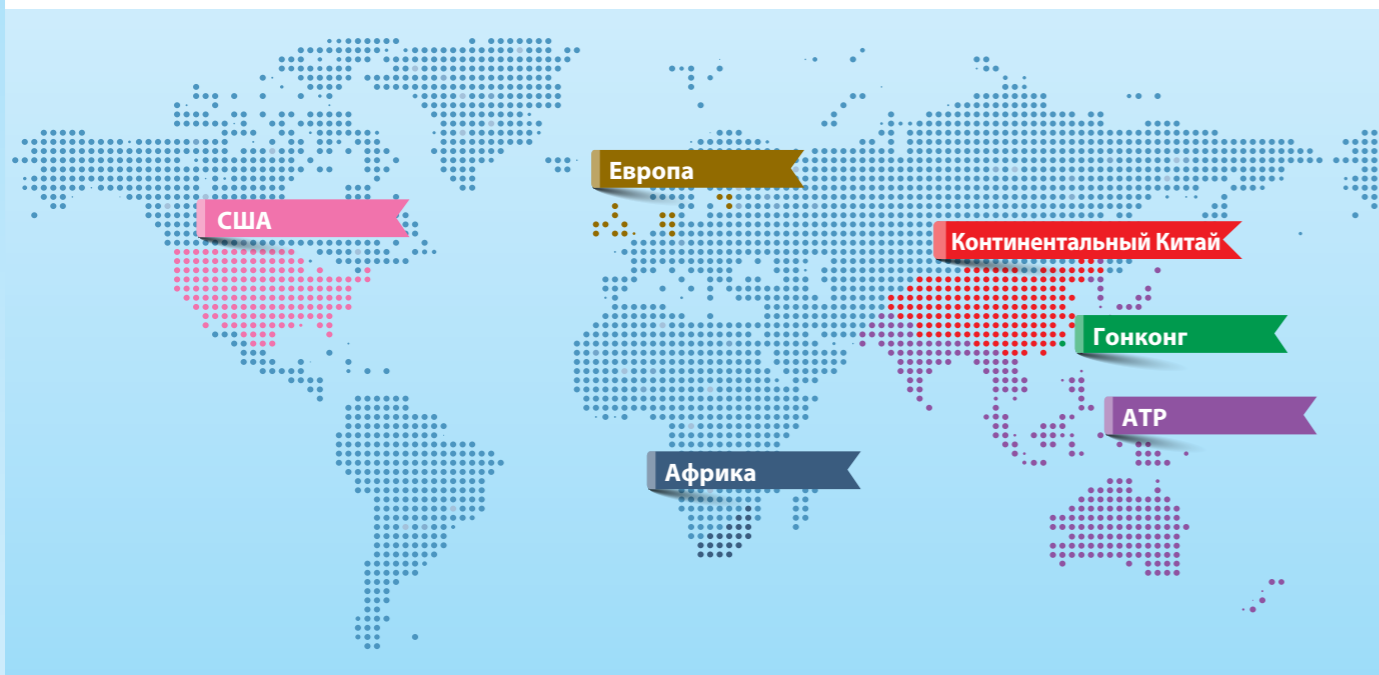 Европа
США
Континентальный Китай
Гонконг
АТР
Африка